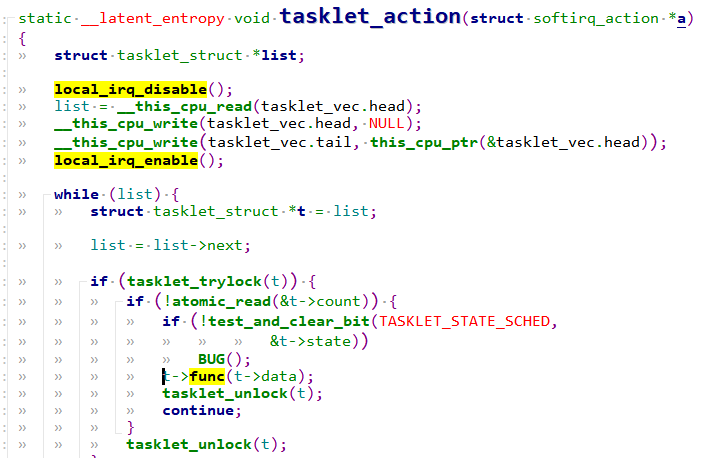 static __latent_entropy void tasklet_action(struct softirq_action *a)
{
struct tasklet_struct *list;
local_irq_disable();
list = __this_cpu_read(tasklet_vec.head);
__this_cpu_write(tasklet_vec.head, NULL);
__this_cpu_write(tasklet_vec.tail, this_cpu_ptr(&tasklet_vec.head));
local_irq_enable();
while (list) {
struct tasklet_struct *t = list;
list = list->next;
if (tasklet_trylock(t)) {
if (!atomic_read(&t->count)) {
if (!test_and_clear_bit(TASKLET_STATE_SCHED,
&t->state))
BUG();
t->func(t->data);
tasklet_unlock(t);
continue;
}
tasklet_unlock(t);